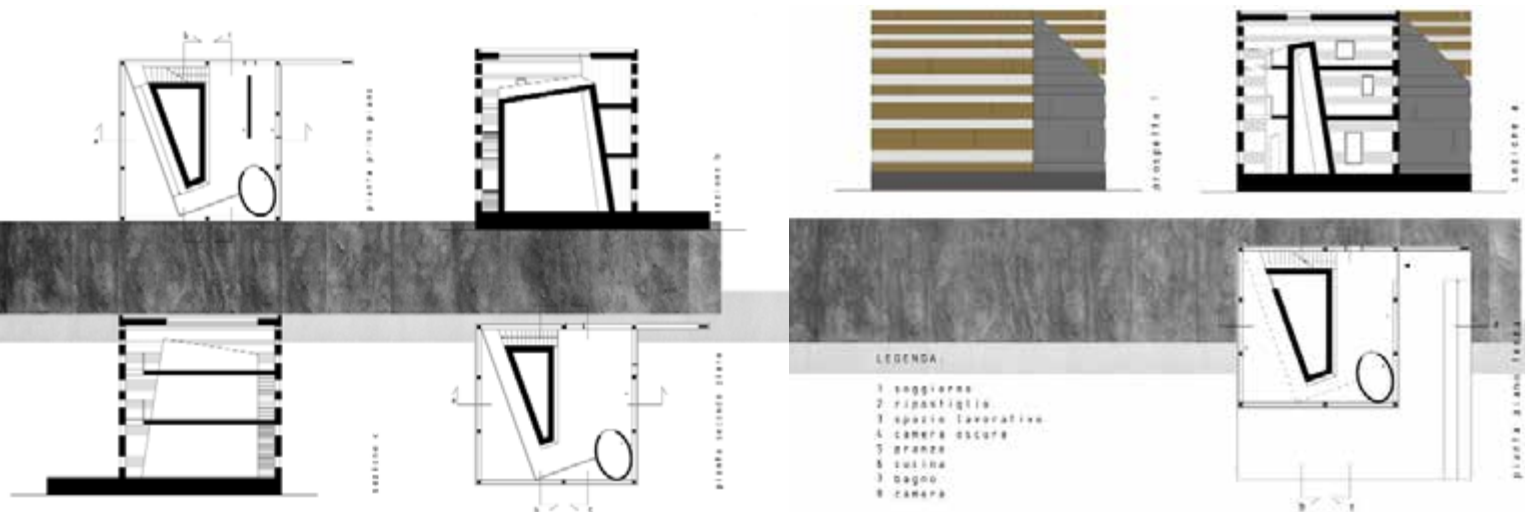 pianta primo piano
sezione b
prospetto 1
sezione a
sezione c
pianta secondo piano
LEGENDA:
1 soggiorno
2 ripostiglio
3 spazio lavorativo
4 camera oscura
5 pranzo
6 cucina
7 bagno
8 camera
pianta piano terra